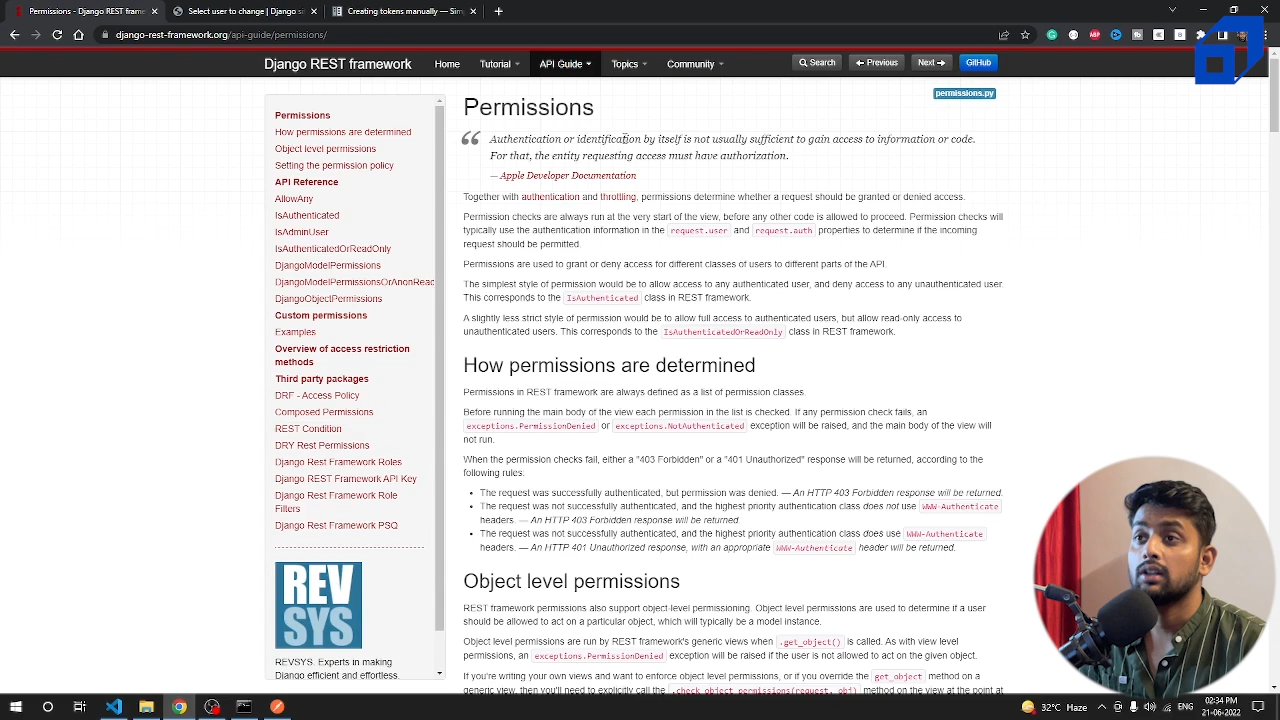 Permissions - Django REST fr
Django: How to change form-m
Comparing Permissions - Djang
django-rest-framework.org/api-guide/permissions/
Django REST framework
Home
Tutorial
API Guide
Topics
Community
Search
Previous
Next
GitHub
Permissions
How permissions are determined
Object level permissions
Setting the permission policy
API Reference
AllowAny
IsAuthenticated
IsAdminUser
IsAuthenticatedOrReadOnly
DjangoModelPermissions
DjangoModelPermissionsOrAnonReac
DjangoObjectPermissions
Custom permissions
Examples
Overview of access restriction
methods
Third party packages
DRF - Access Policy
Composed Permissions
REST Condition
DRY Rest Permissions
Django Rest Framework Roles
Django REST Framework API Key
Django Rest Framework Role
Filters
Django Rest Framework PSQ
REV
SYS
REVSYS. Experts in making
Django efficient and effortless.
permissions.py
Permissions
“ Authentication or identification by itself is not usually sufficient to gain access to information or code.
For that, the entity requesting access must have authorization.
— Apple Developer Documentation
Together with authentication and throttling, permissions determine whether a request should be granted or denied access.
Permission checks are always run at the very start of the view, before any other code is allowed to proceed. Permission checks will
typically use the authentication information in the request.user and request.auth properties to determine if the incoming
request should be permitted.
Permissions are used to grant or deny access for different classes of users to different parts of the API.
The simplest style of permission would be to allow access to any authenticated user, and deny access to any unauthenticated user.
This corresponds to the IsAuthenticated class in REST framework.
A slightly less strict style of permission would be to allow full access to authenticated users, but allow read-only access to
unauthenticated users. This corresponds to the IsAuthenticatedOrReadOnly class in REST framework.
How permissions are determined
Permissions in REST framework are always defined as a list of permission classes.
Before running the main body of the view each permission in the list is checked. If any permission check fails, an
exceptions.PermissionDenied or exceptions.NotAuthenticated exception will be raised, and the main body of the view will
not run.
When the permission checks fail, either a "403 Forbidden" or a "401 Unauthorized" response will be returned, according to the
following rules:
• The request was successfully authenticated, but permission was denied. — An HTTP 403 Forbidden response will be returned.
• The request was not successfully authenticated, and the highest priority authentication class does not use WWW-Authenticate
headers. — An HTTP 403 Forbidden response will be returned.
• The request was not successfully authenticated, and the highest priority authentication class does use WWW-Authenticate
headers. — An HTTP 401 Unauthorized response, with an appropriate WWW-Authenticate header will be returned.
Object level permissions
REST framework permissions also support object-level permissioning. Object level permissions are used to determine if a user
should be allowed to act on a particular object, which will typically be a model instance.
Object level permissions are run by REST framework's generic views when .get_object() is called. As with view level
permissions, an exceptions.PermissionDenied exception will be raised if the user is not allowed to act on the given object.
If you're writing your own views and want to enforce object level permissions, or if you override the get_object method on a
generic view, then you'll need to explicitly call the .check_object_permissions(request, obj) method on the view at the point at
02:34 PM
21-06-2022